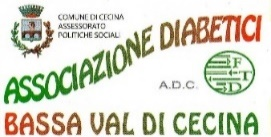 COMUNE DI CECINA
ASSESSORATO
POLITICHE SOCIALI
ASSOCIAZIONE DIABETICI
A.D.C.
F
T
D
BASSA VAL DI CECINA